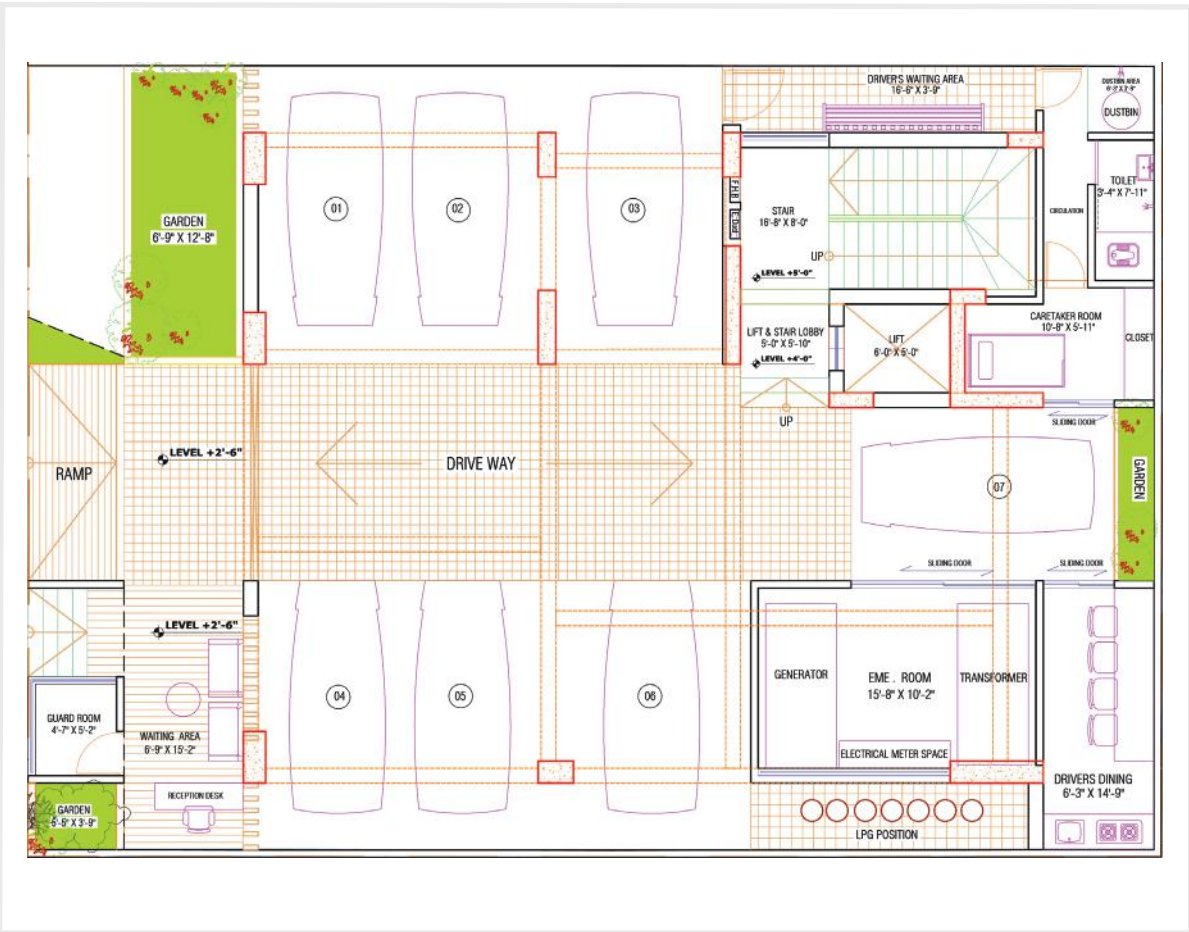 DRIVER'S WAITING AREA
16'-6" X 3'-9"
DUSTBIN AREA
DUSTBIN
GARDEN
6'-9" X 12'-8"
01
02
03
F.H.B
E-Duct
STAIR
16'-8" X 8'-0"
UP
LEVEL +5'-0"
CIRCULATION
TOILET
3'-4" X 7'-11"
LIFT & STAIR LOBBY
5'-0" X 5'-10"
LEVEL +4'-0"
LIFT
6'-0" X 5'-0"
CARETAKER ROOM
10'-8" X 5'-11"
CLOSET
UP
SLIDING DOOR
RAMP
LEVEL +2'-6"
DRIVE WAY
07
GARDEN
SLIDING DOOR
SLIDING DOOR
LEVEL +2'-6"
GUARD ROOM
4'-7" X 5'-2"
WAITING AREA
6'-9" X 15'-2"
04
05
06
GENERATOR
EME . ROOM
15'-8" X 10'-2"
TRANSFORMER
ELECTRICAL METER SPACE
DRIVERS DINING
6'-3" X 14'-9"
RECEPTION DESK
GARDEN
6'-5" X 3'-9"
LPG POSITION